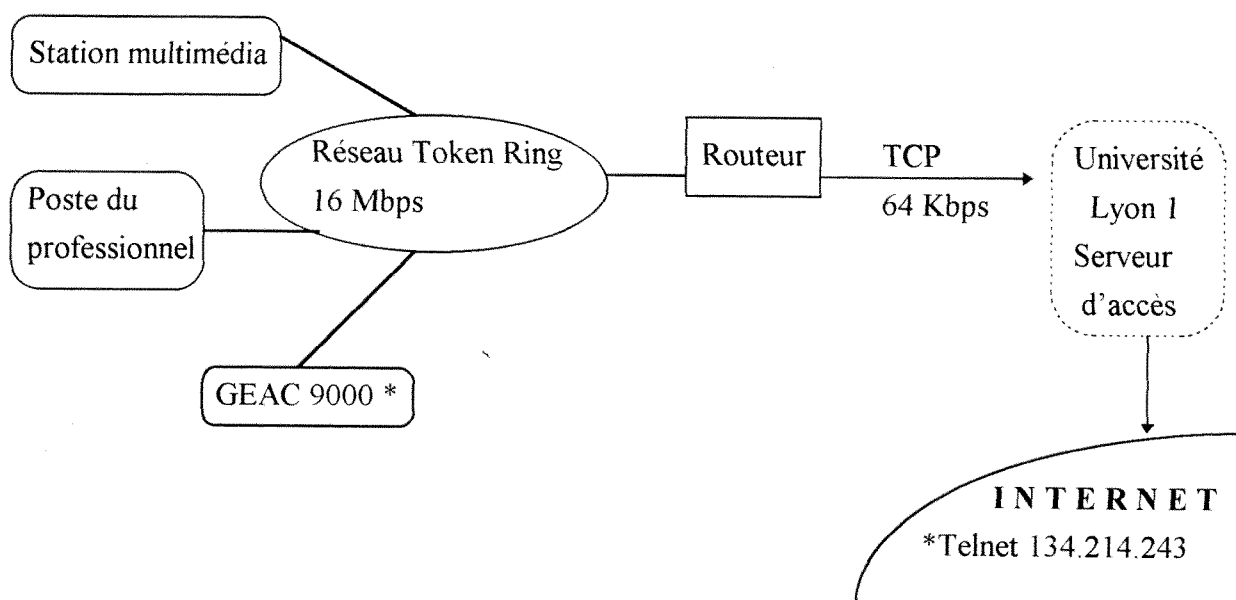 Station multimédia
Réseau Token Ring
16 Mbps
Routeur
TCP
64 Kbps
Université
Lyon 1
Serveur
d'accès
Poste du
professionnel
GEAC 9000 *
INTERNET
*Telnet 134.214.243